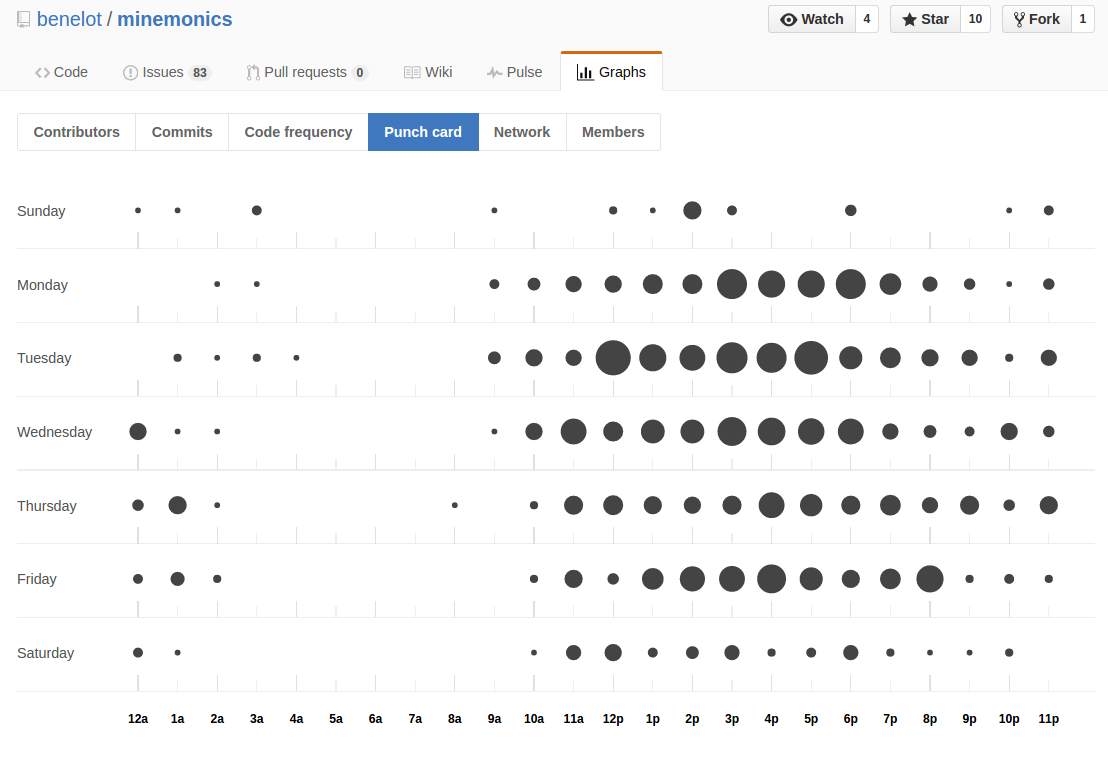 benelot / minemonics Watch 4 Star 10 Fork 1
Code Issues 83 Pull requests 0 Wiki Pulse Graphs
Contributors Commits Code frequency Punch card Network Members
Sunday
Monday
Tuesday
Wednesday
Thursday
Friday
Saturday
12a 1a 2a 3a 4a 5a 6a 7a 8a 9a 10a 11a 12p 1p 2p 3p 4p 5p 6p 7p 8p 9p 10p 11p